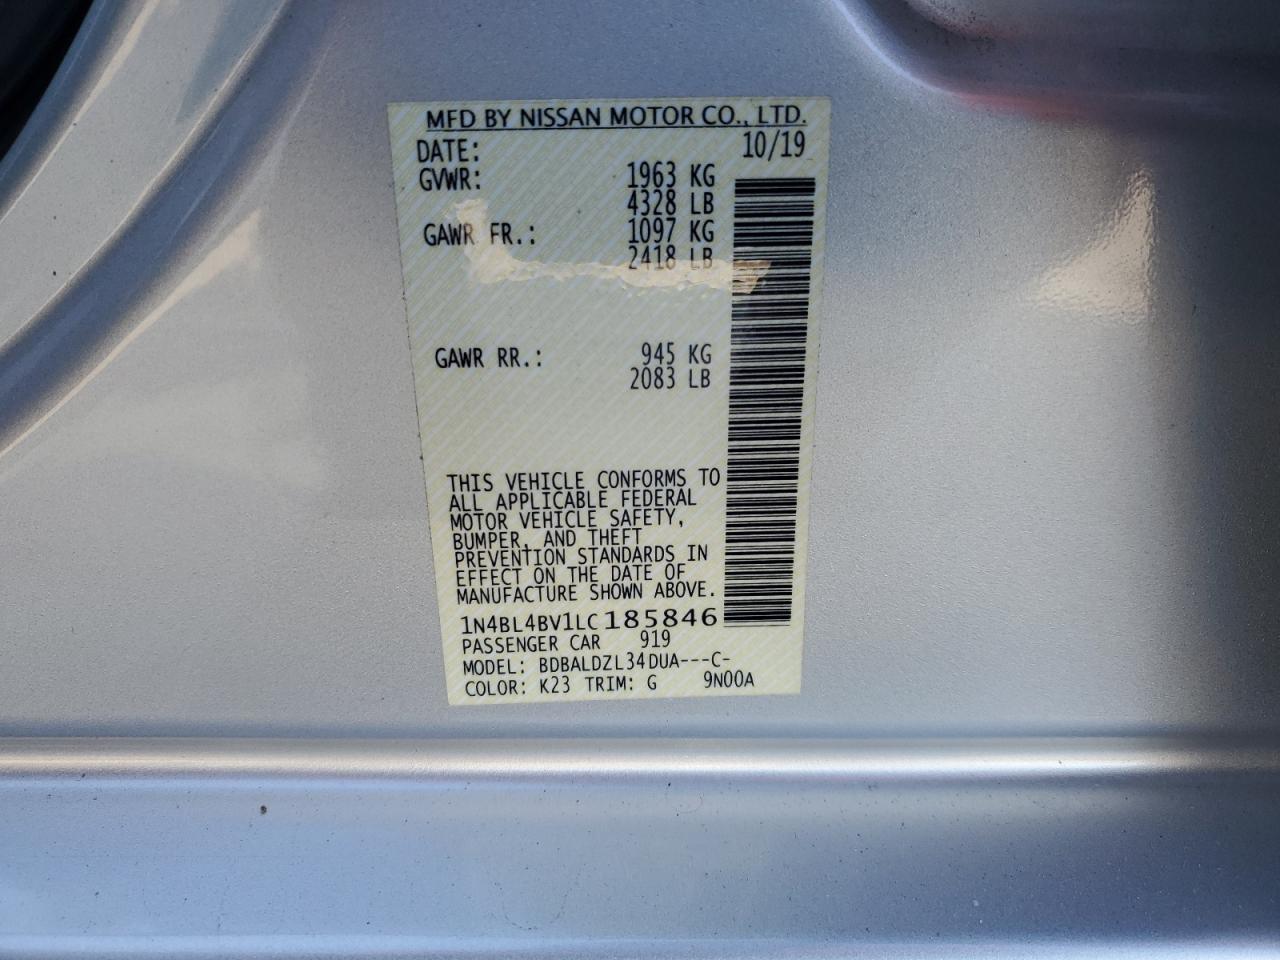 MFD BY NISSAN MOTOR CO., LTD.
DATE: 10/19
GVWR: 1963 KG
4328 LB
GAWR FR.: 1097 KG
2418 LB
GAWR RR.: 945 KG
2083 LB
THIS VEHICLE CONFORMS TO
ALL APPLICABLE FEDERAL
MOTOR VEHICLE SAFETY,
BUMPER, AND THEFT
PREVENTION STANDARDS IN
EFFECT ON THE DATE OF
MANUFACTURE SHOWN ABOVE.
1N4BL4BV1LC185846
PASSENGER CAR 919
MODEL: BDBALDZL34DUA---C-
COLOR: K23 TRIM: G 9N00A